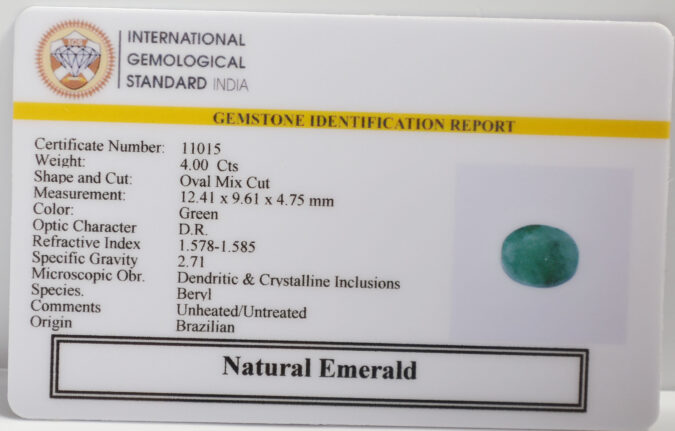 INTERNATIONAL
GEMOLOGICAL
STANDARD INDIA
GEMSTONE IDENTIFICATION REPORT
Certificate Number: 11015
Weight: 4.00 Cts
Shape and Cut: Oval Mix Cut
Measurement: 12.41 x 9.61 x 4.75 mm
Color: Green
Optic Character D.R.
Refractive Index 1.578-1.585
Specific Gravity 2.71
Microscopic Obr. Dendritic & Crystalline Inclusions
Species. Beryl
Comments Unheated/Untreated
Origin Brazilian
Natural Emerald